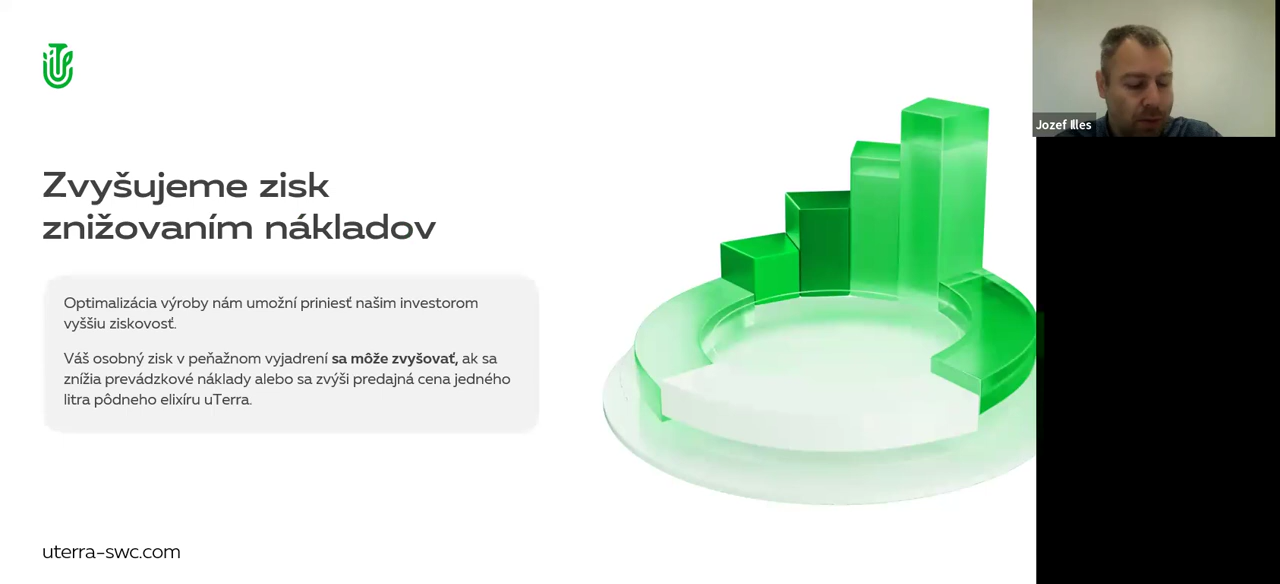 Zvyšujeme zisk
znižovaním nákladov
Optimalizácia výroby nám umožní priniesť našim investorom
vyššiu ziskovosť.
Váš osobný zisk v peňažnom vyjadrení sa môže zvyšovať, ak sa
znížia prevádzkové náklady alebo sa zvýši predajná cena jedného
litra pôdneho elixíru uTerra.
uterra-swc.com
Jozef Illes